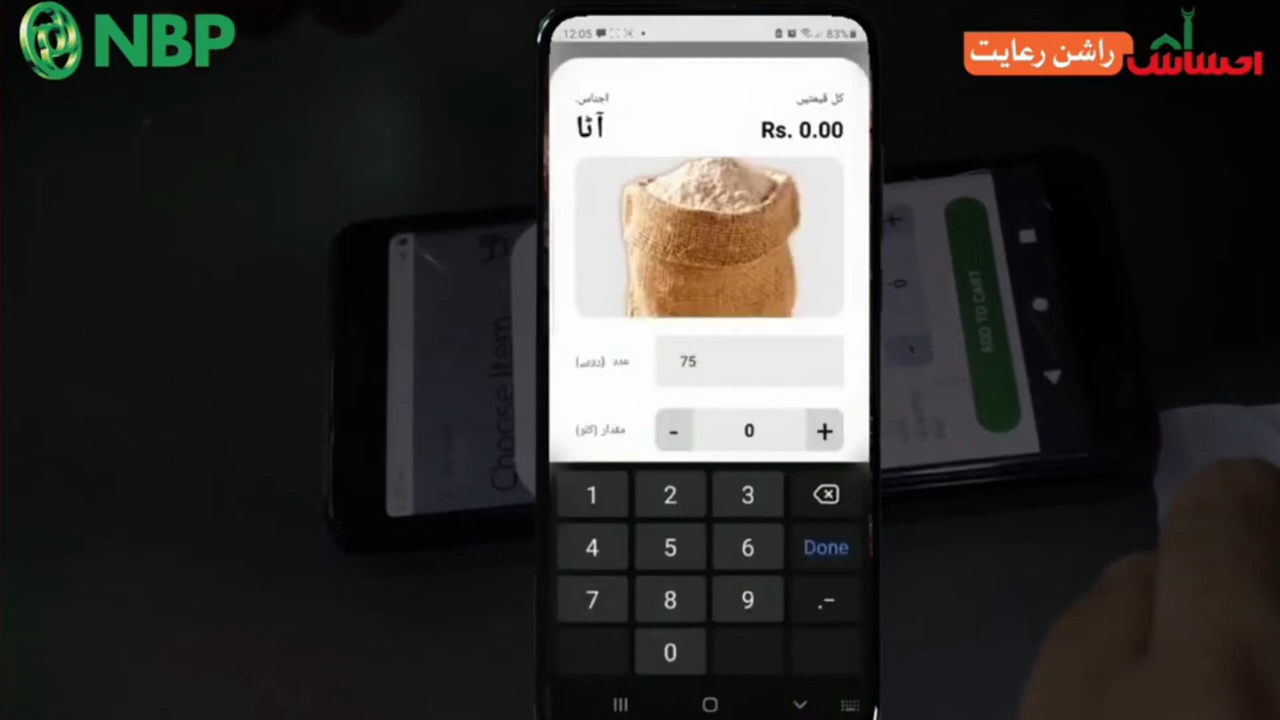 NBP
احساس راشن رعایت
12:05 83%
اجناس کل قیمتیں
آٹا Rs. 0.00
عدد (روپے) 75
مقدار (کلو) - 0 +
Choose Item
ADD TO CART
1 2 3
4 5 6 Done
7 8 9 .-
0